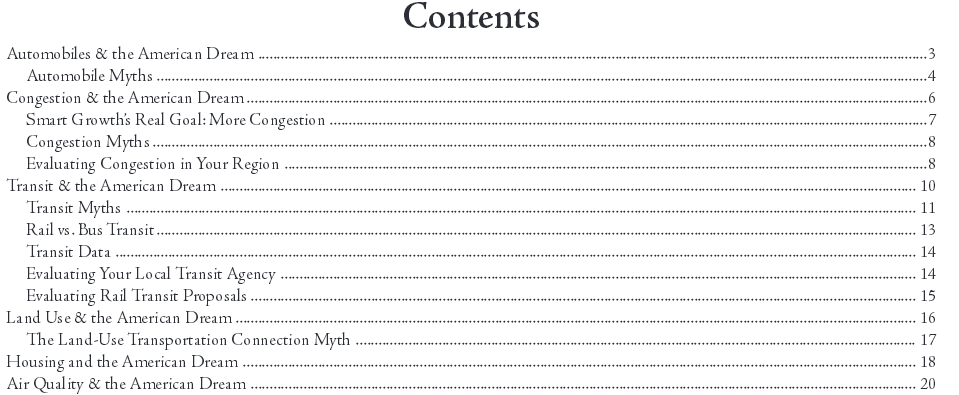 Contents
Automobiles & the American Dream ........................................ 3
Automobile Myths ........................................ 4
Congestion & the American Dream ........................................ 6
Smart Growth's Real Goal: More Congestion ........................................ 7
Congestion Myths ........................................ 8
Evaluating Congestion in Your Region ........................................ 8
Transit & the American Dream ........................................ 10
Transit Myths ........................................ 11
Rail vs. Bus Transit ........................................ 13
Transit Data ........................................ 14
Evaluating Your Local Transit Agency ........................................ 14
Evaluating Rail Transit Proposals ........................................ 15
Land Use & the American Dream ........................................ 16
The Land-Use Transportation Connection Myth ........................................ 17
Housing and the American Dream ........................................ 18
Air Quality & the American Dream ........................................ 20